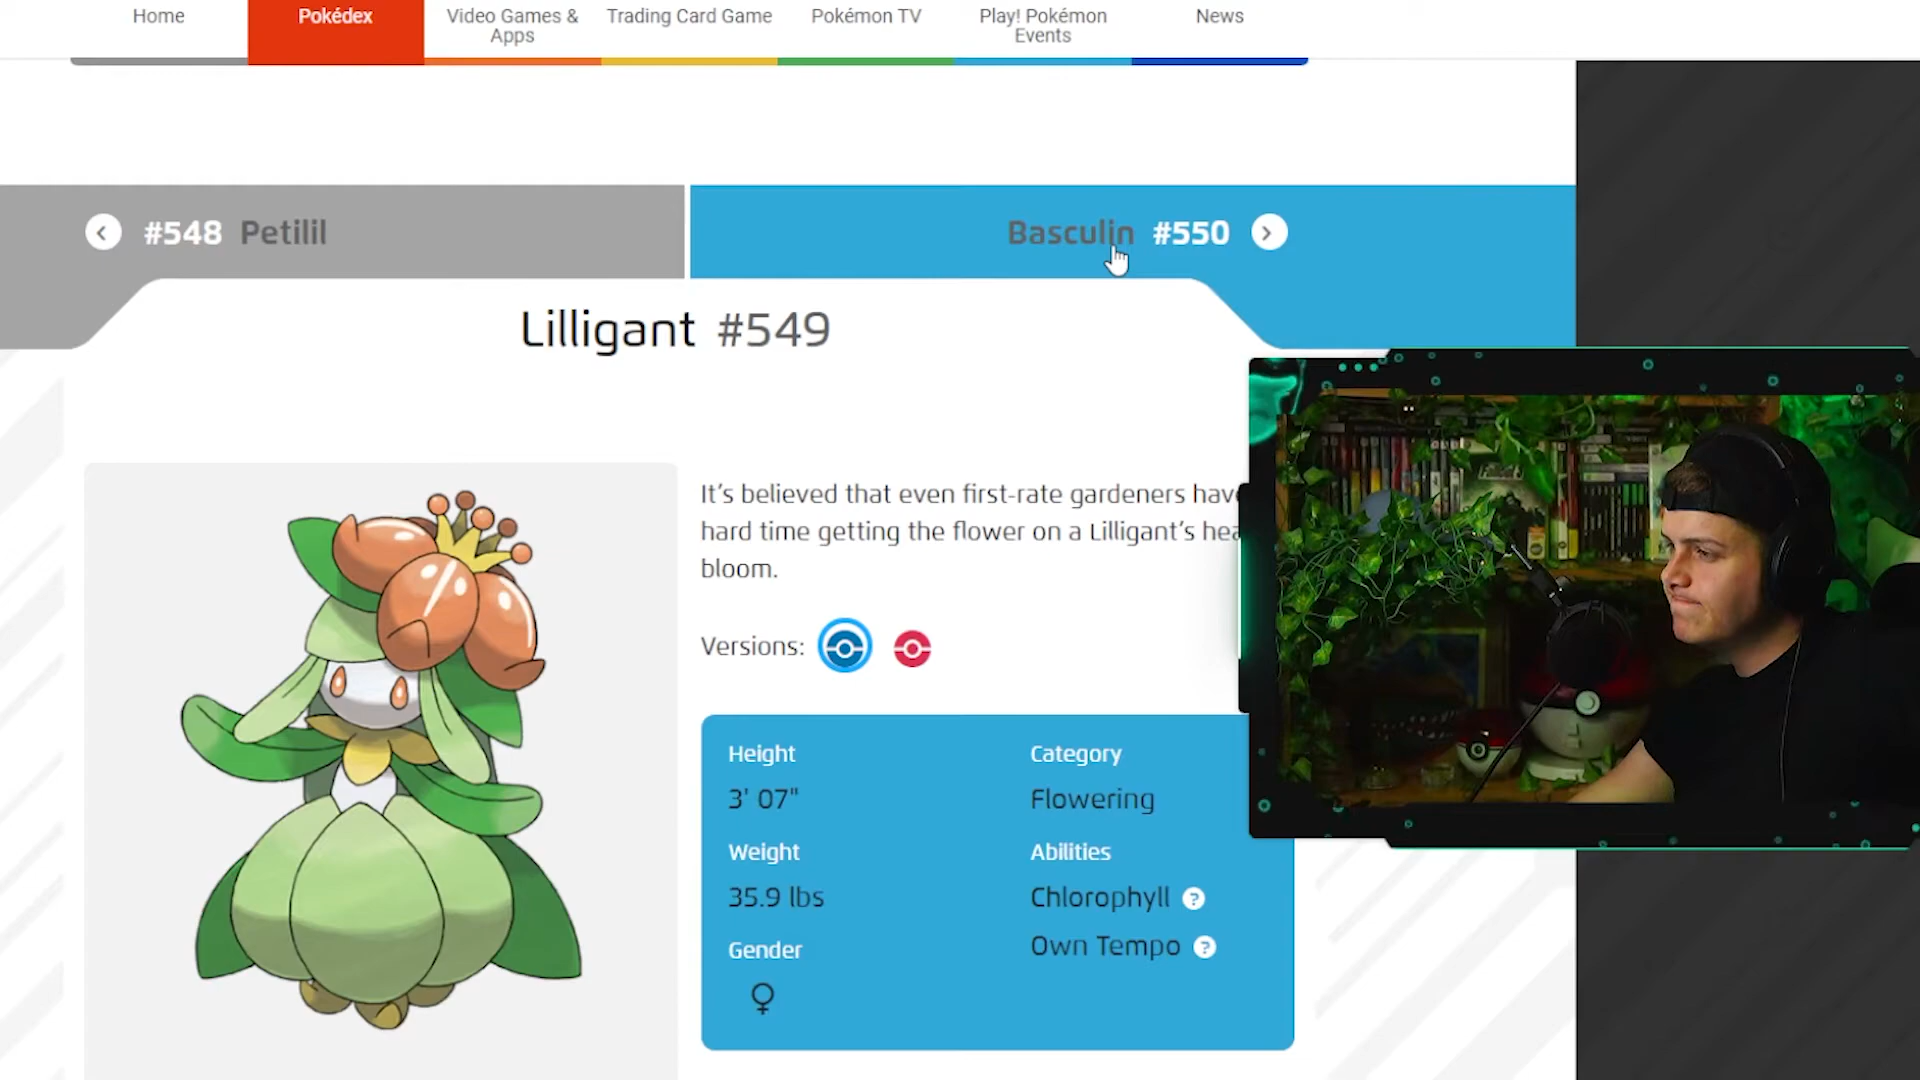 Home
Pokédex
Video Games &
Apps
Trading Card Game
Pokémon TV
Play! Pokémon
Events
News
#548 Petilil
Basculin #550
Lilligant #549
It's believed that even first-rate gardeners have
hard time getting the flower on a Lilligant's
bloom.
Versions:
Height
3' 07"
Weight
35.9 lbs
Gender
Category
Flowering
Abilities
Chlorophyll ?
Own Tempo ?